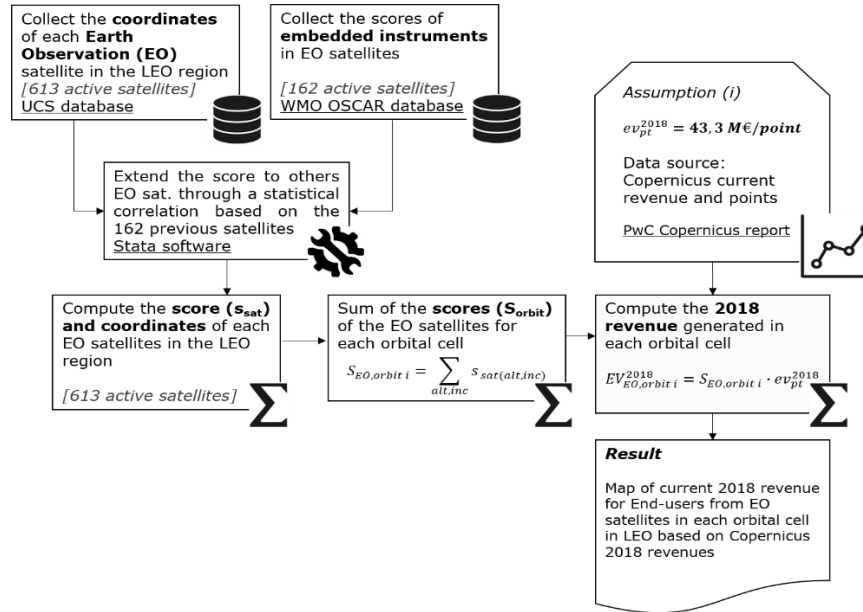 Collect the coordinates
of each Earth
Observation (EO)
satellite in the LEO region
[613 active satellites]
UCS database
Collect the scores of
embedded instruments
in EO satellites
[162 active satellites]
WMO OSCAR database
Assumption (i)
ev_pt^2018 = 43,3 M€/point
Data source:
Copernicus current
revenue and points
PwC Copernicus report
Extend the score to others
EO sat. through a statistical
correlation based on the
162 previous satellites
Stata software
Compute the score (s_sat)
and coordinates of each
EO satellites in the LEO
region
[613 active satellites]
Σ
Sum of the scores (S_orbit)
of the EO satellites for
each orbital cell
S_EO,orbit i = ∑ s_sat(alt,inc)
alt,inc
Σ
Compute the 2018
revenue generated in
each orbital cell
EV_EO,orbit i^2018 = S_EO,orbit i · ev_pt^2018
Σ
Result
Map of current 2018 revenue
for End-users from EO
satellites in each orbital cell
in LEO based on Copernicus
2018 revenues